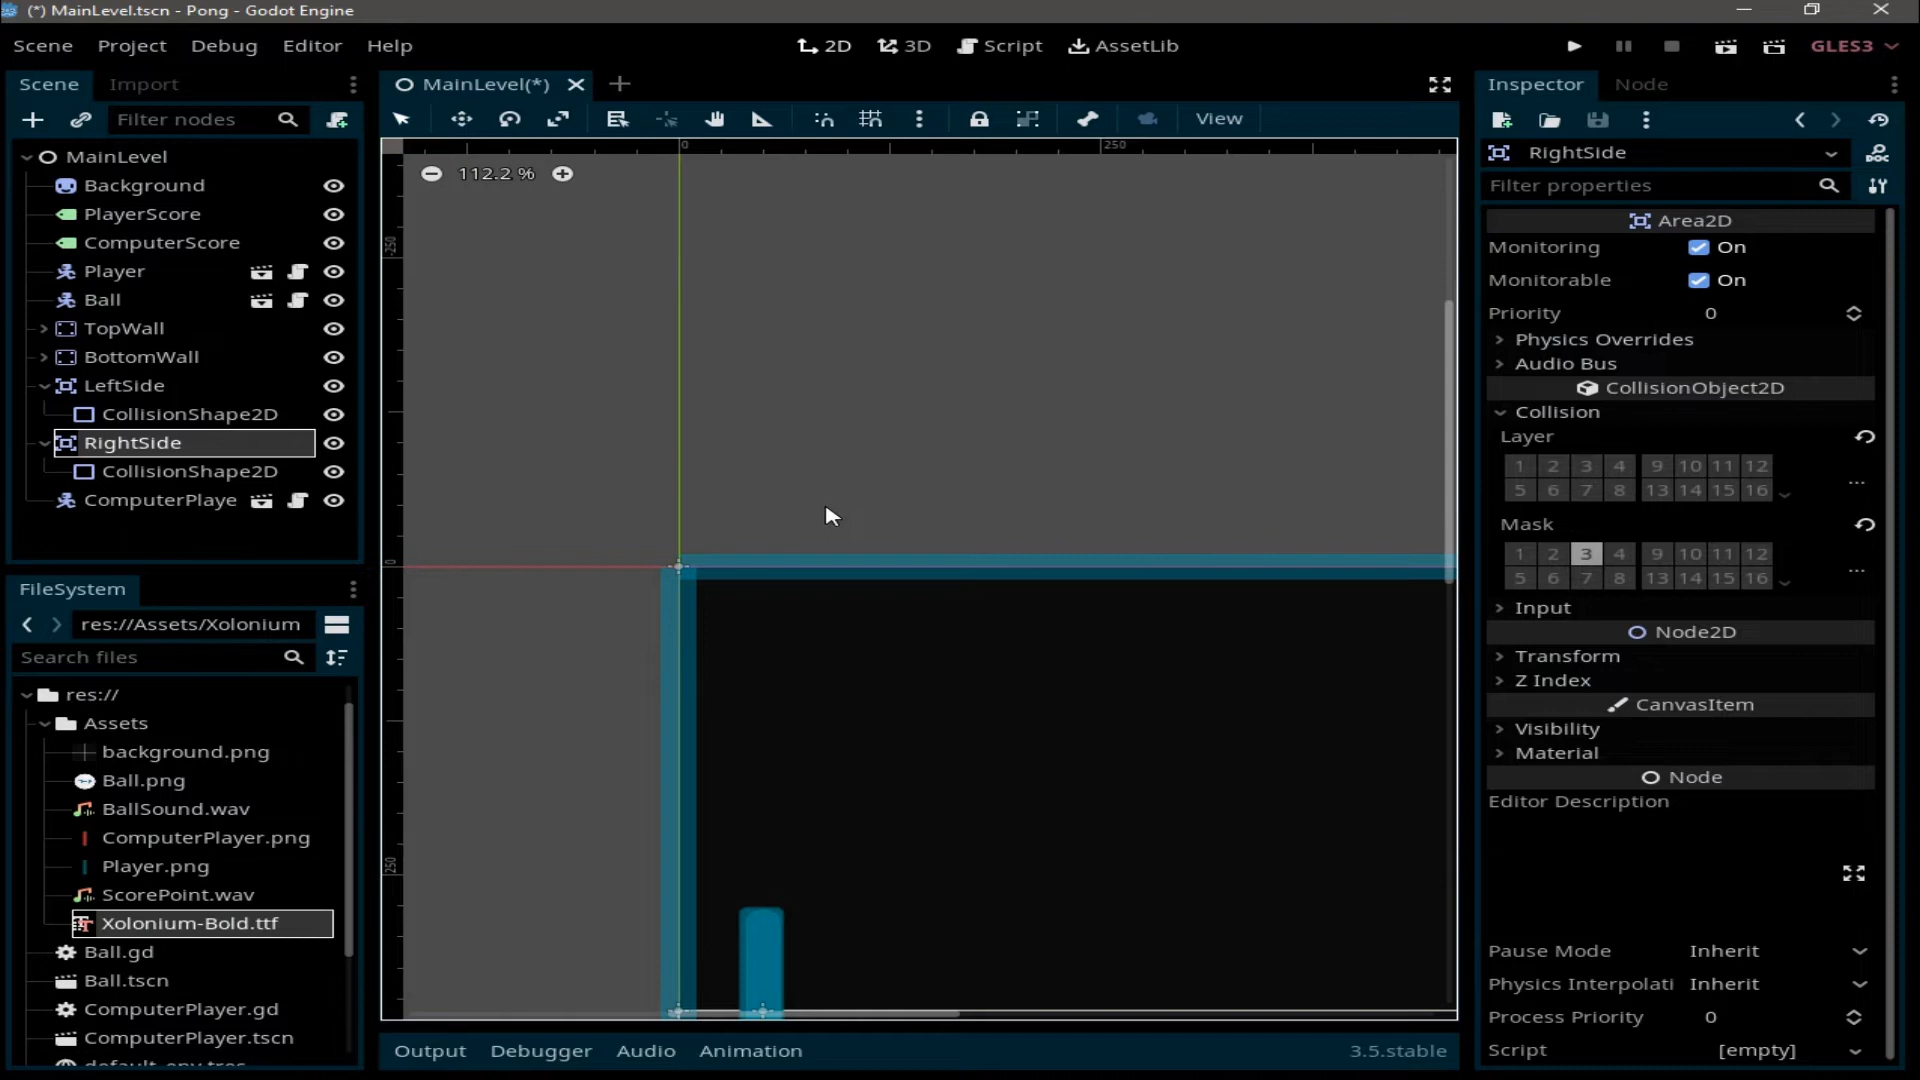 (*) MainLevel.tscn - Pong - Godot Engine
Scene Project Debug Editor Help
2D 3D Script AssetLib
GLES3
Scene Import
Filter nodes
MainLevel
Background
PlayerScore
ComputerScore
Player
Ball
TopWall
BottomWall
LeftSide
CollisionShape2D
RightSide
CollisionShape2D
ComputerPlaye
FileSystem
res://Assets/Xolonium
Search files
res://
Assets
background.png
Ball.png
BallSound.wav
ComputerPlayer.png
Player.png
ScorePoint.wav
Xolonium-Bold.ttf
Ball.gd
Ball.tscn
ComputerPlayer.gd
ComputerPlayer.tscn
MainLevel(*)
View
0 250
112.2 %
-250
0
250
Output Debugger Audio Animation
3.5.stable
Inspector Node
RightSide
DOC
Filter properties
Area2D
Monitoring On
Monitorable On
Priority 0
Physics Overrides
Audio Bus
CollisionObject2D
Collision
Layer
1 2 3 4 9 10 11 12
5 6 7 8 13 14 15 16
Mask
1 2 3 4 9 10 11 12
5 6 7 8 13 14 15 16
Input
Node2D
Transform
Z Index
CanvasItem
Visibility
Material
Node
Editor Description
Pause Mode Inherit
Physics Interpolati Inherit
Process Priority 0
Script [empty]